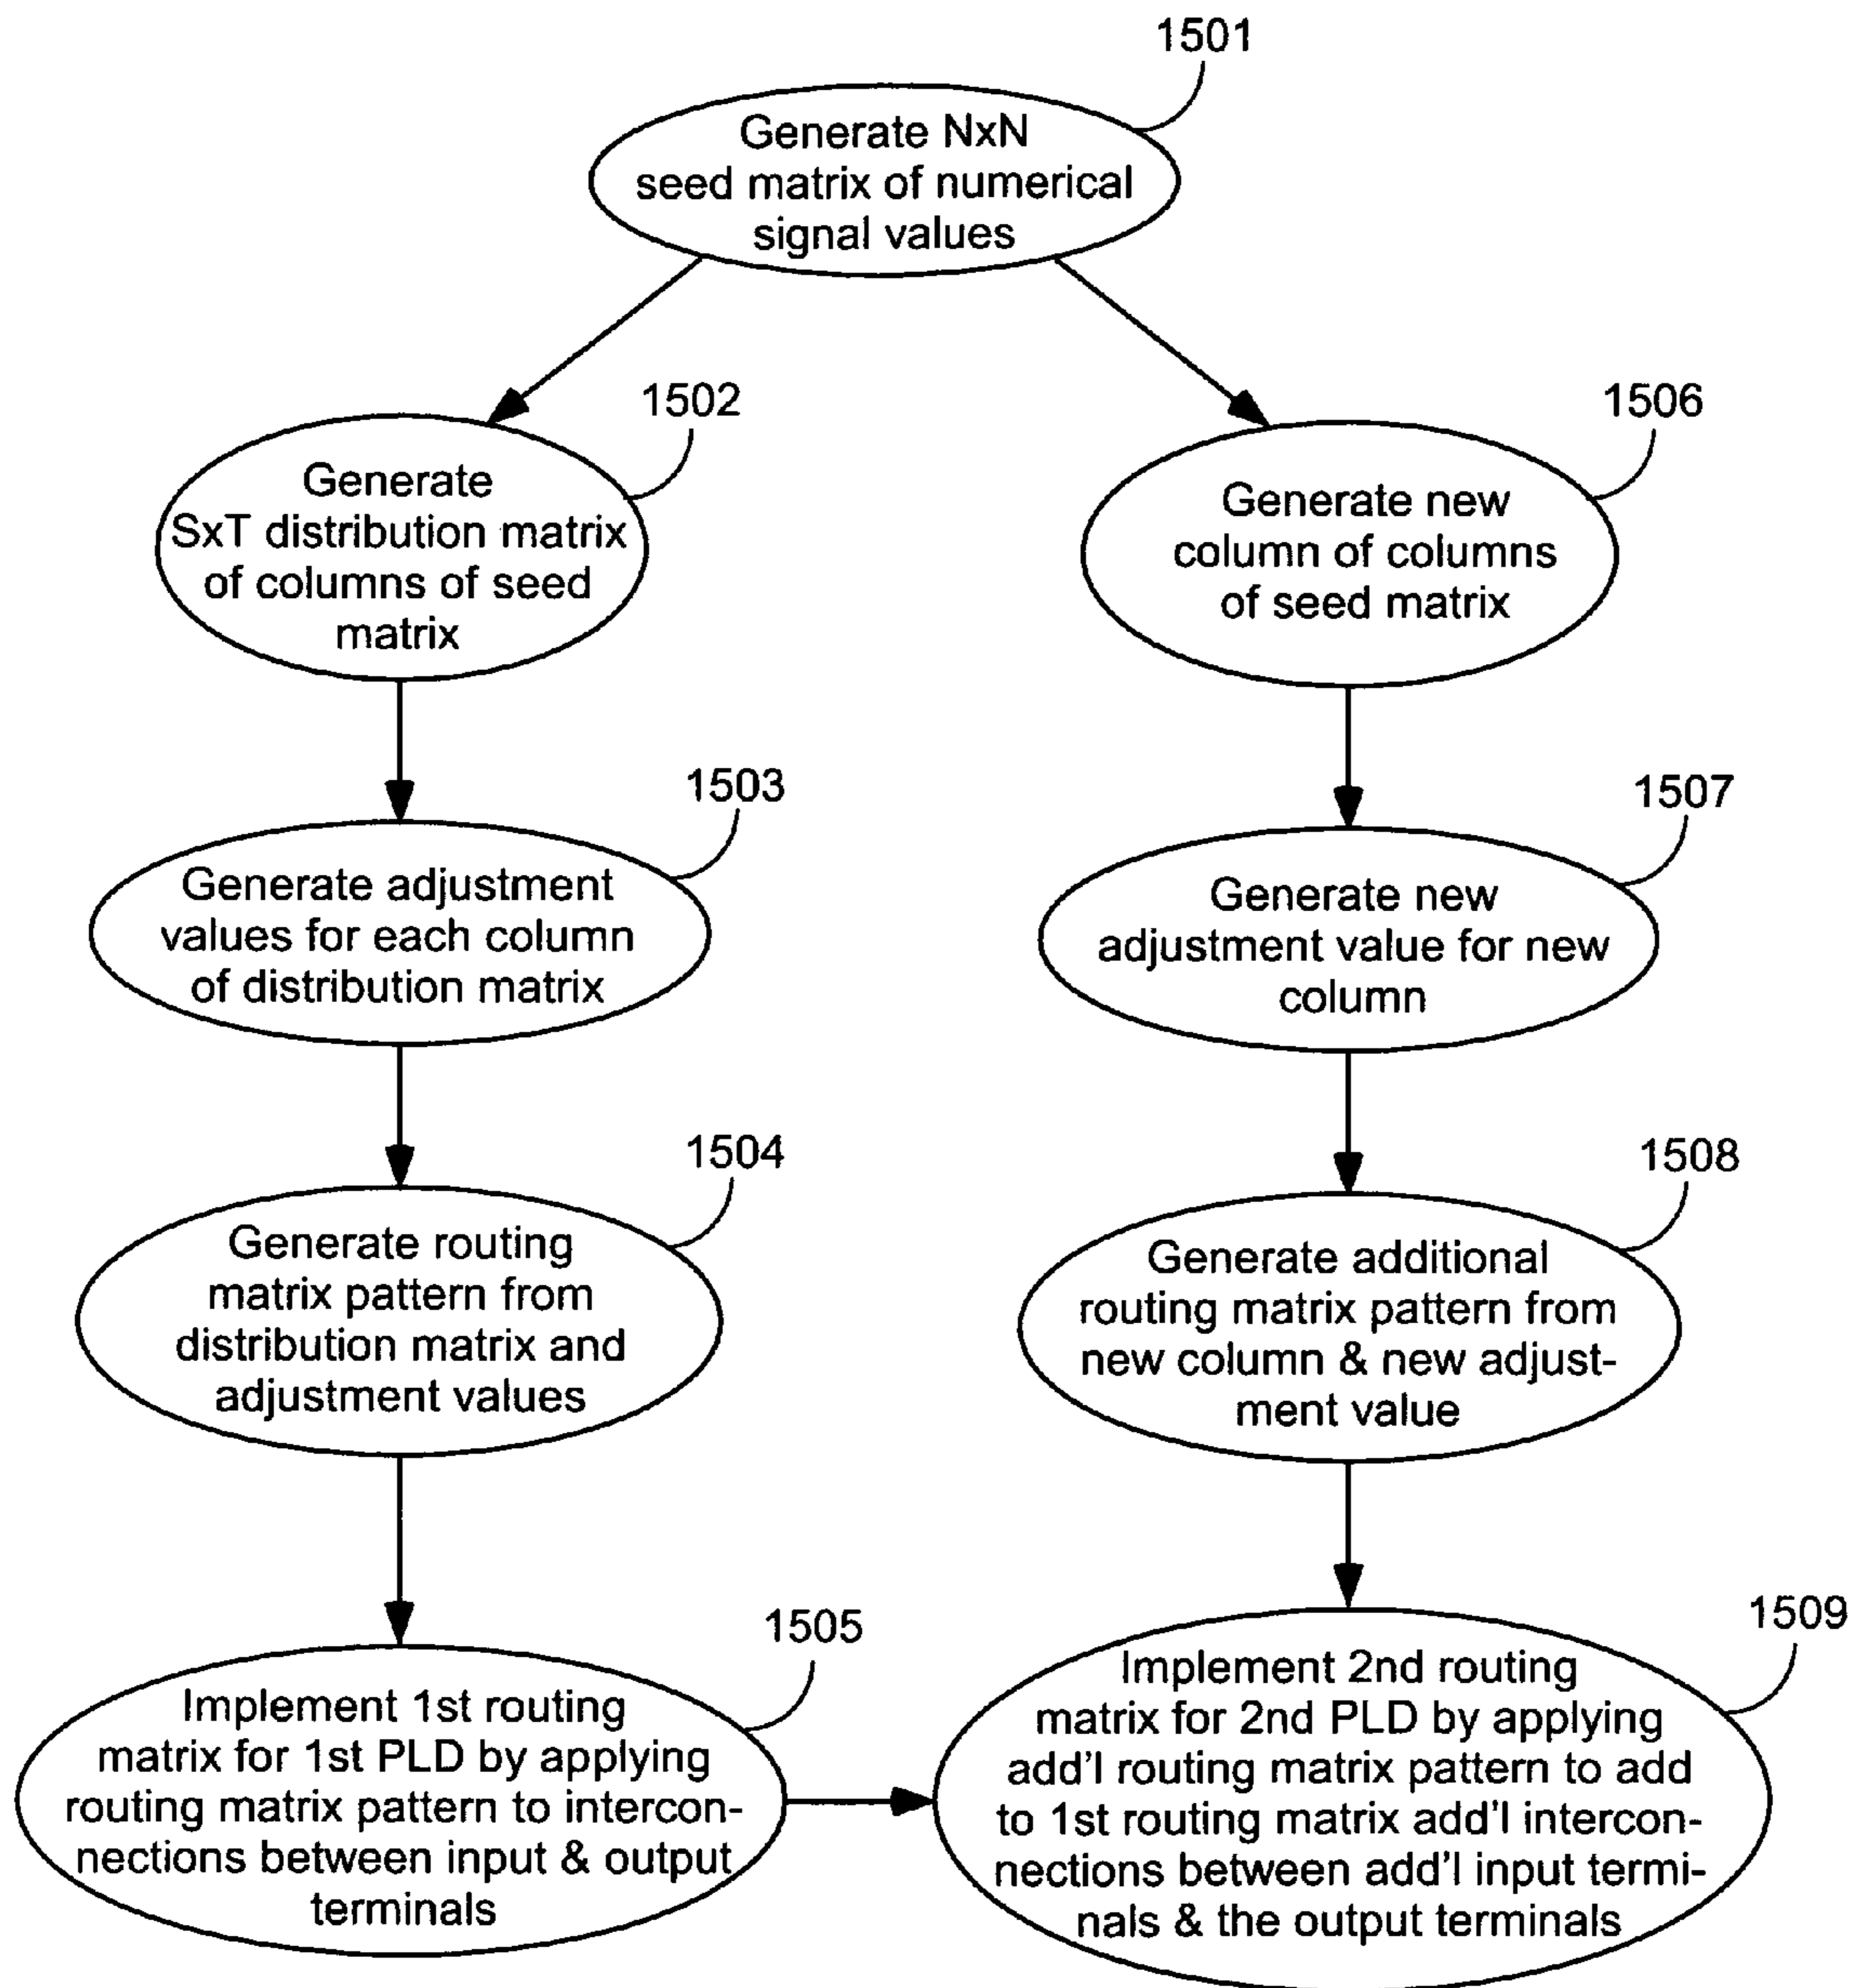 1501
Generate NxN
seed matrix of numerical
signal values
1502
Generate
SxT distribution matrix
of columns of seed
matrix
1506
Generate new
column of columns
of seed matrix
1503
Generate adjustment
values for each column
of distribution matrix
1507
Generate new
adjustment value for new
column
1504
Generate routing
matrix pattern from
distribution matrix and
adjustment values
1508
Generate additional
routing matrix pattern from
new column & new adjust-
ment value
1505
Implement 1st routing
matrix for 1st PLD by applying
routing matrix pattern to intercon-
nections between input & output
terminals
1509
Implement 2nd routing
matrix for 2nd PLD by applying
add'l routing matrix pattern to add
to 1st routing matrix add'l intercon-
nections between add'l input termi-
nals & the output terminals